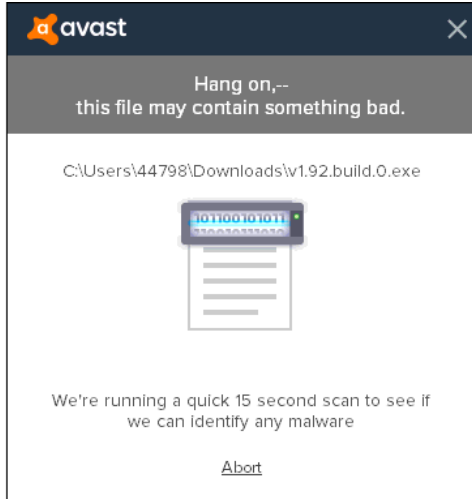 avast
Hang on,--
this file may contain something bad.
C:\Users\44798\Downloads\v1.92.build.0.exe
101100101011
We're running a quick 15 second scan to see if
we can identify any malware
Abort